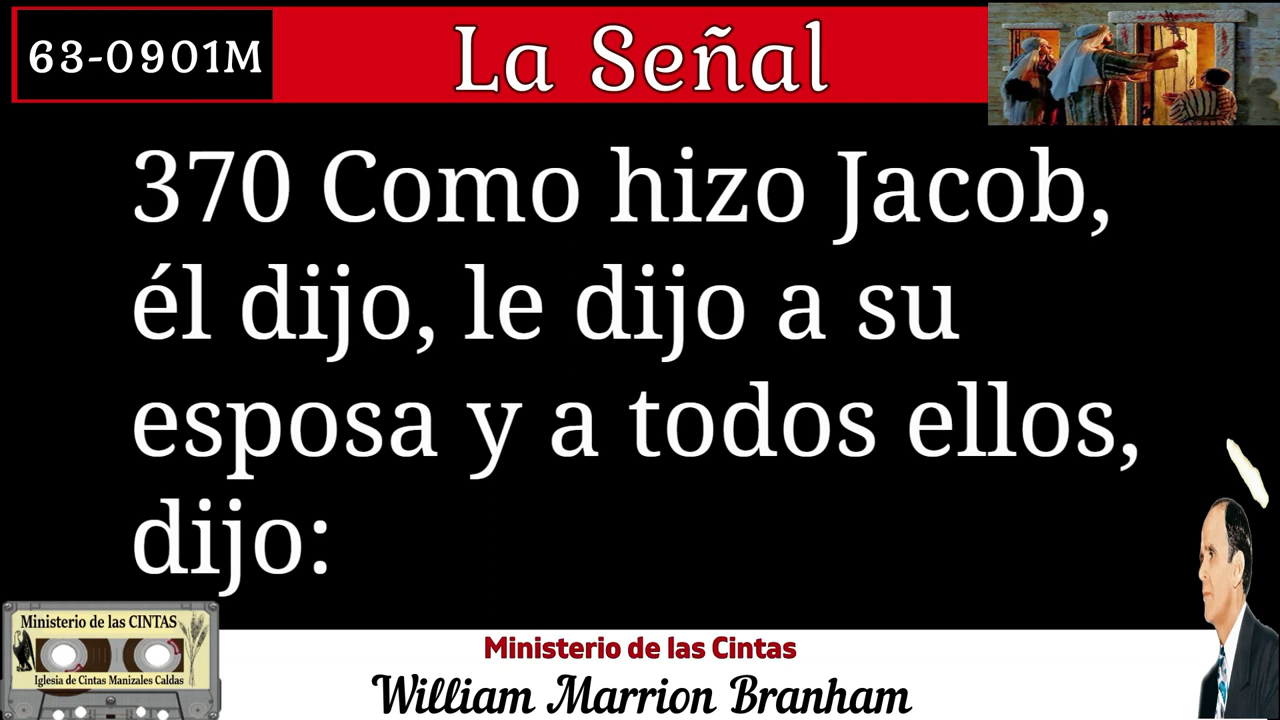 63-0901M
La Señal
370 Como hizo Jacob,
él dijo, le dijo a su
esposa y a todos ellos,
dijo:
Ministerio de las CINTAS
Iglesia de Cintas Manizales Caldas
Ministerio de las Cintas
William Marrion Branham